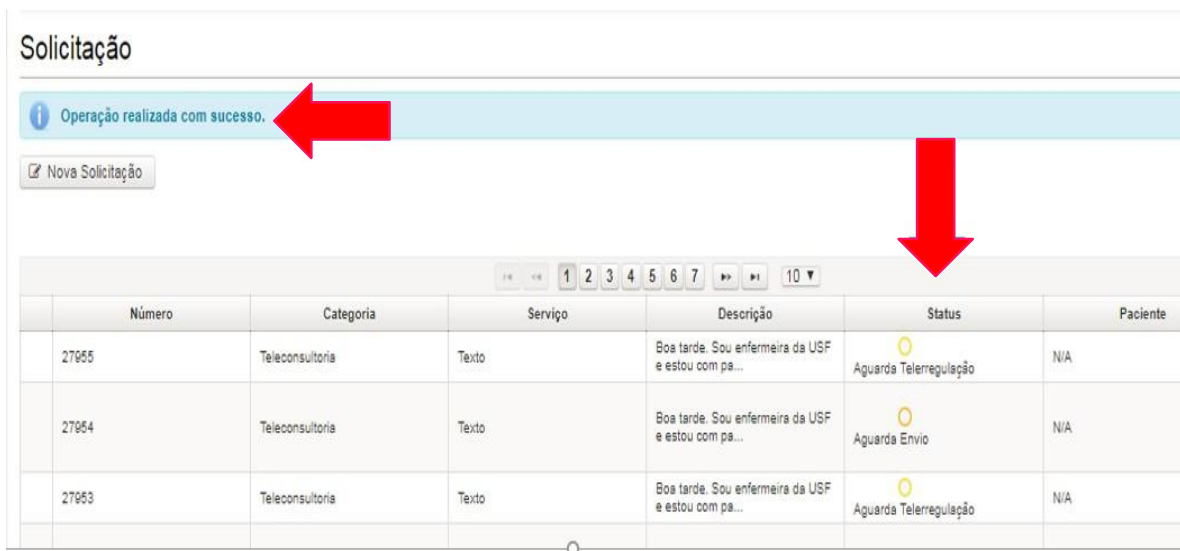 Solicitação
Operação realizada com sucesso.
Nova Solicitação
1 2 3 4 5 6 7 10
Número Categoria Serviço Descrição Status Paciente
27955 Teleconsultoria Texto Boa tarde. Sou enfermeira da USF e estou com pa... Aguarda Telerregulação N/A
27954 Teleconsultoria Texto Boa tarde. Sou enfermeira da USF e estou com pa... Aguarda Envio N/A
27953 Teleconsultoria Texto Boa tarde. Sou enfermeira da USF e estou com pa... Aguarda Telerregulação N/A